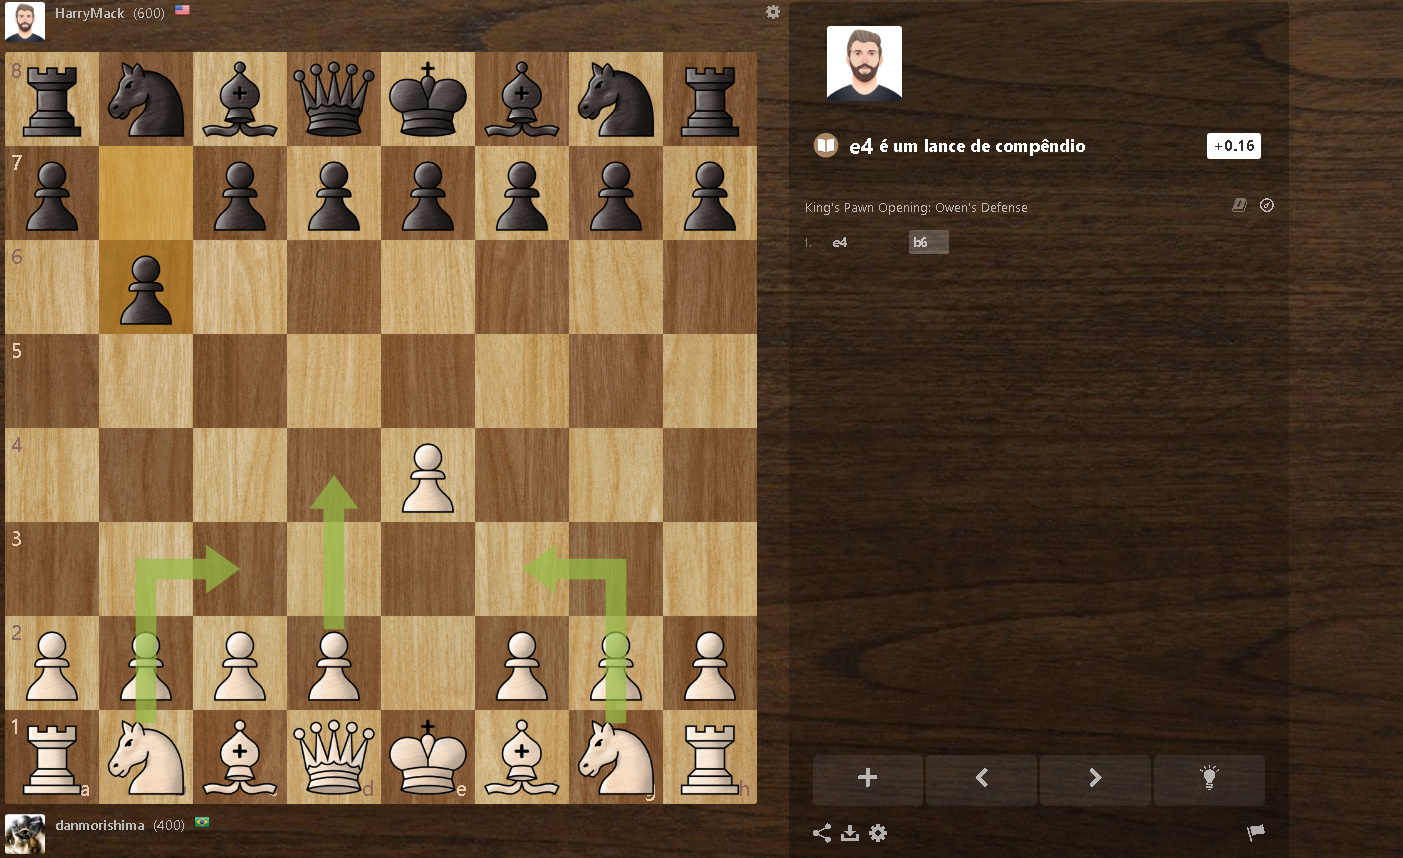 HarryMack (600)
8
7
6
5
4
3
2
1
a
d
e
g
h
danmorishima (400)
e4 é um lance de compêndio
+0.16
King's Pawn Opening: Owen's Defense
1. e4 b6